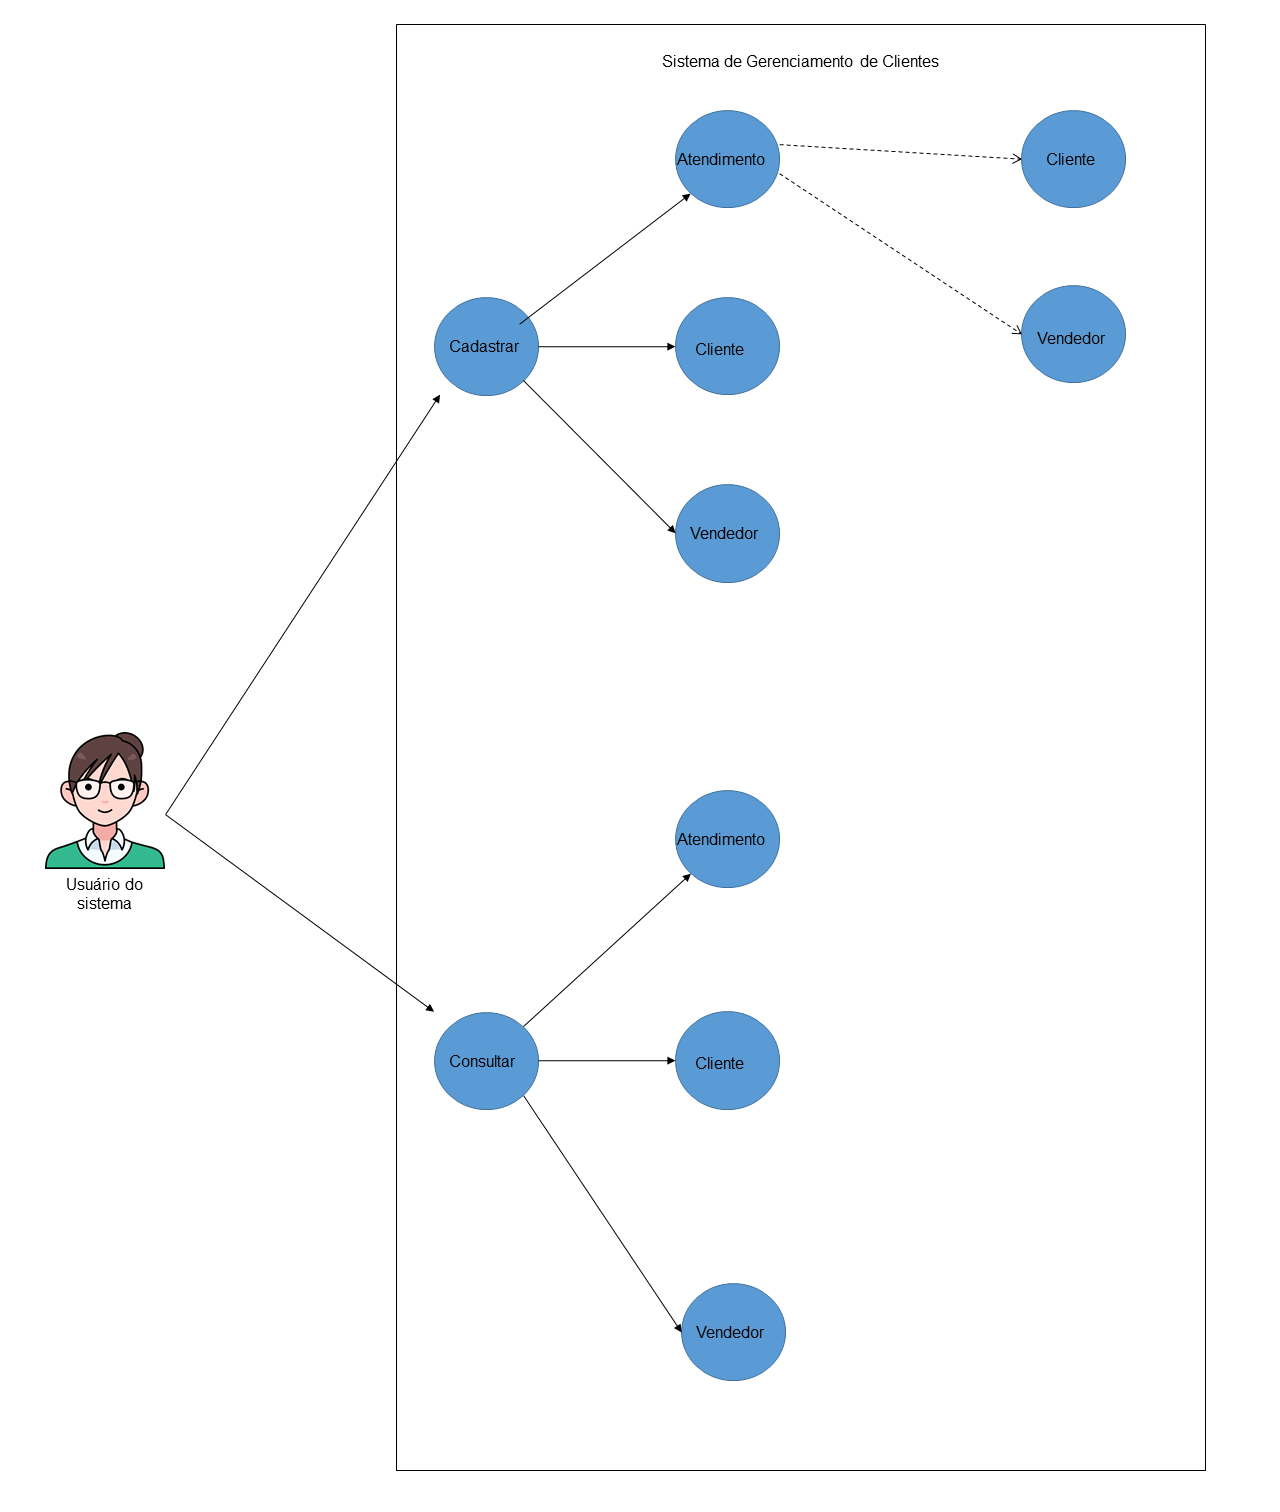 Sistema de Gerenciamento de Clientes
Atendimento
Cliente
Vendedor
Cadastrar
Cliente
Vendedor
Usuário do
sistema
Atendimento
Consultar
Cliente
Vendedor